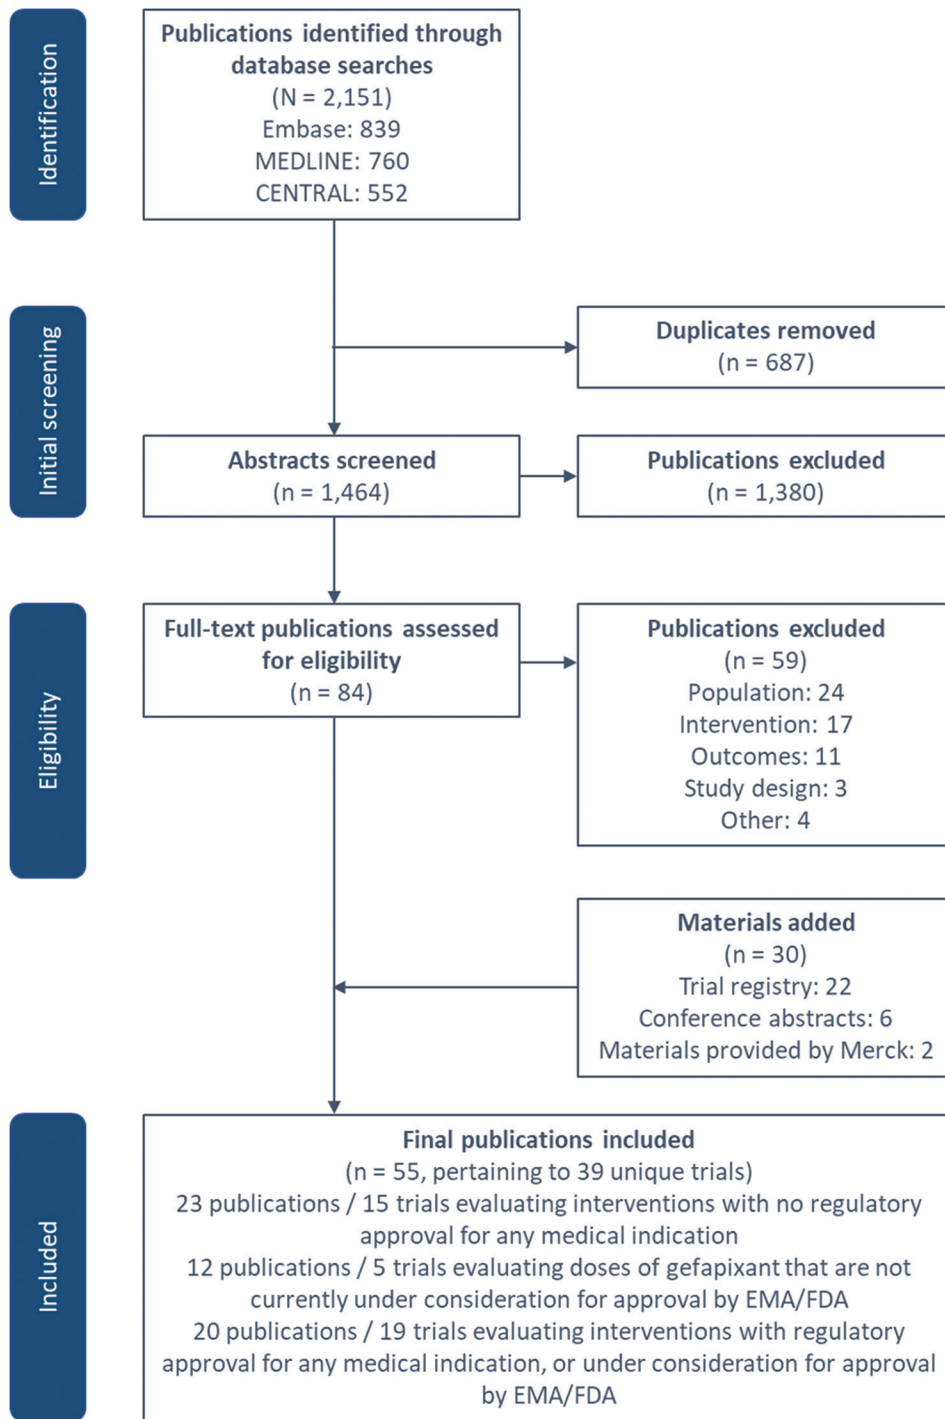 Identification
Publications identified through
database searches
(N = 2,151)
Embase: 839
MEDLINE: 760
CENTRAL: 552
Initial screening
Duplicates removed
(n = 687)
Abstracts screened
(n = 1,464)
Publications excluded
(n = 1,380)
Eligibility
Full-text publications assessed
for eligibility
(n = 84)
Publications excluded
(n = 59)
Population: 24
Intervention: 17
Outcomes: 11
Study design: 3
Other: 4
Materials added
(n = 30)
Trial registry: 22
Conference abstracts: 6
Materials provided by Merck: 2
Included
Final publications included
(n = 55, pertaining to 39 unique trials)
23 publications / 15 trials evaluating interventions with no regulatory
approval for any medical indication
12 publications / 5 trials evaluating doses of gefapixant that are not
currently under consideration for approval by EMA/FDA
20 publications / 19 trials evaluating interventions with regulatory
approval for any medical indication, or under consideration for approval
by EMA/FDA